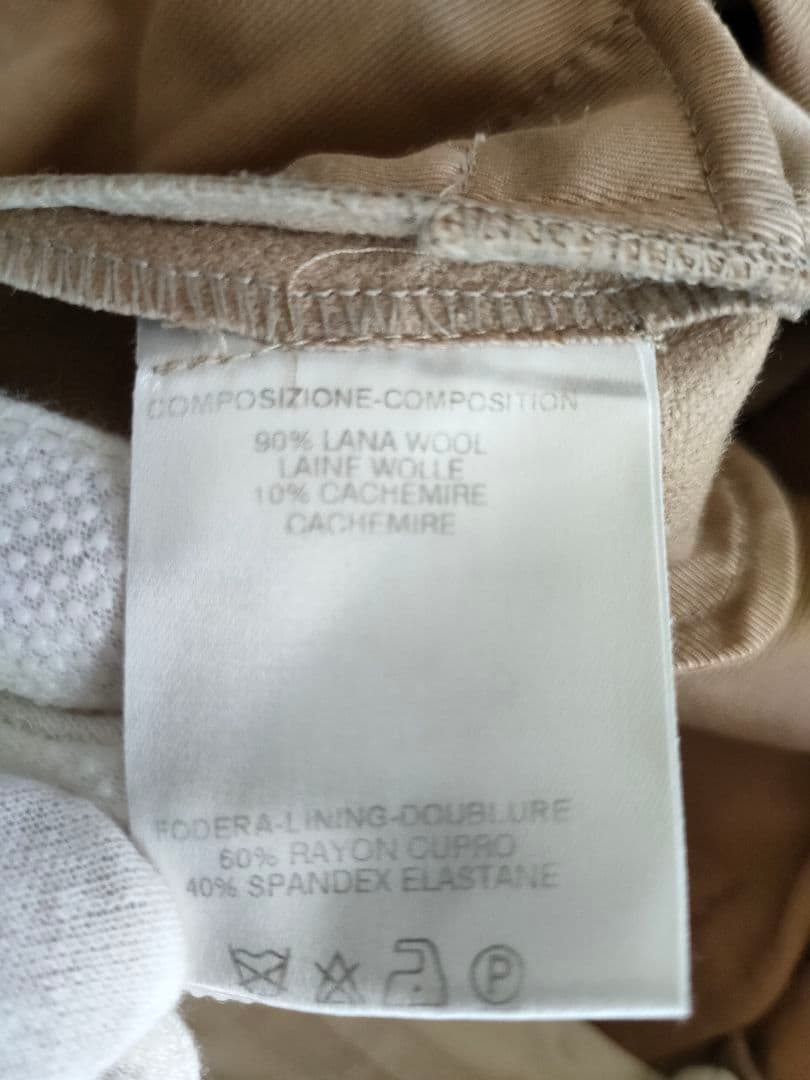 COMPOSIZIONE-COMPOSITION
90% LANA WOOL
LAINE WOLLE
10% CACHEMIRE
CACHEMIRE
FODERA-LINING-DOUBLURE
60% RAYON CUPRO
40% SPANDEX ELASTANE
P